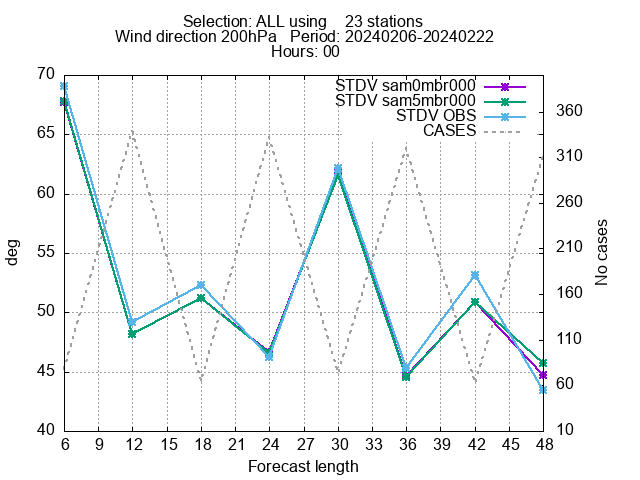 Selection: ALL using    23 stations
Wind direction 200hPa   Period: 20240206-20240222
Hours: 00
STDV sam0mbr000
STDV sam5mbr000
STDV OBS
CASES
70
65
60
55
50
45
40
deg
360
310
260
210
160
110
60
10
No cases
6 9 12 15 18 21 24 27 30 33 36 39 42 45 48
Forecast length